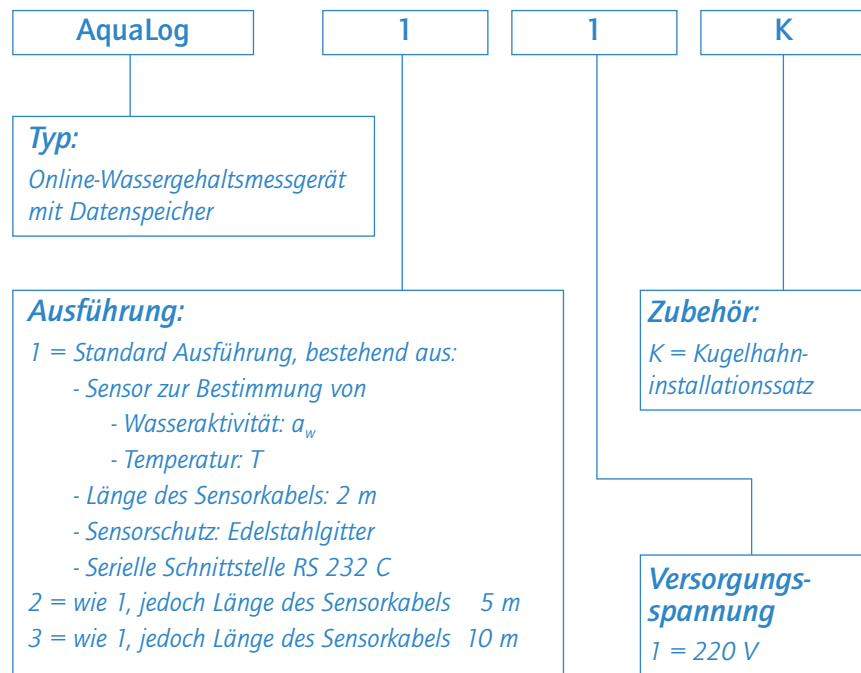 AquaLog 1 1 K
Typ:
Online-Wassergehaltsmessgerät
mit Datenspeicher
Ausführung:
1 = Standard Ausführung, bestehend aus:
- Sensor zur Bestimmung von
- Wasseraktivität: aw
- Temperatur: T
- Länge des Sensorkabels: 2 m
- Sensorschutz: Edelstahlgitter
- Serielle Schnittstelle RS 232 C
2 = wie 1, jedoch Länge des Sensorkabels 5 m
3 = wie 1, jedoch Länge des Sensorkabels 10 m
Zubehör:
K = Kugelhahn-
installationssatz
Versorgungs-
spannung
1 = 220 V